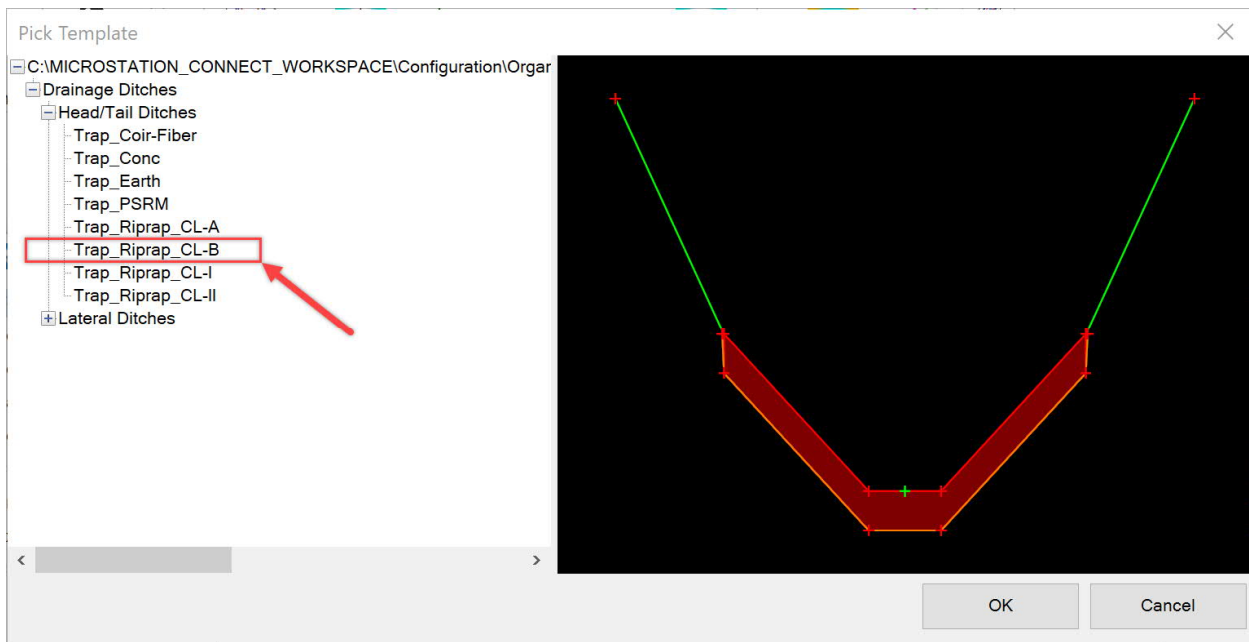 Pick Template
C:\MICROSTATION_CONNECT_WORKSPACE\Configuration\Organ
Drainage Ditches
Head/Tail Ditches
Trap_Coir-Fiber
Trap_Conc
Trap_Earth
Trap_PSRM
Trap_Riprap_CL-A
Trap_Riprap_CL-B
Trap_Riprap_CL-I
Trap_Riprap_CL-II
Lateral Ditches
OK
Cancel